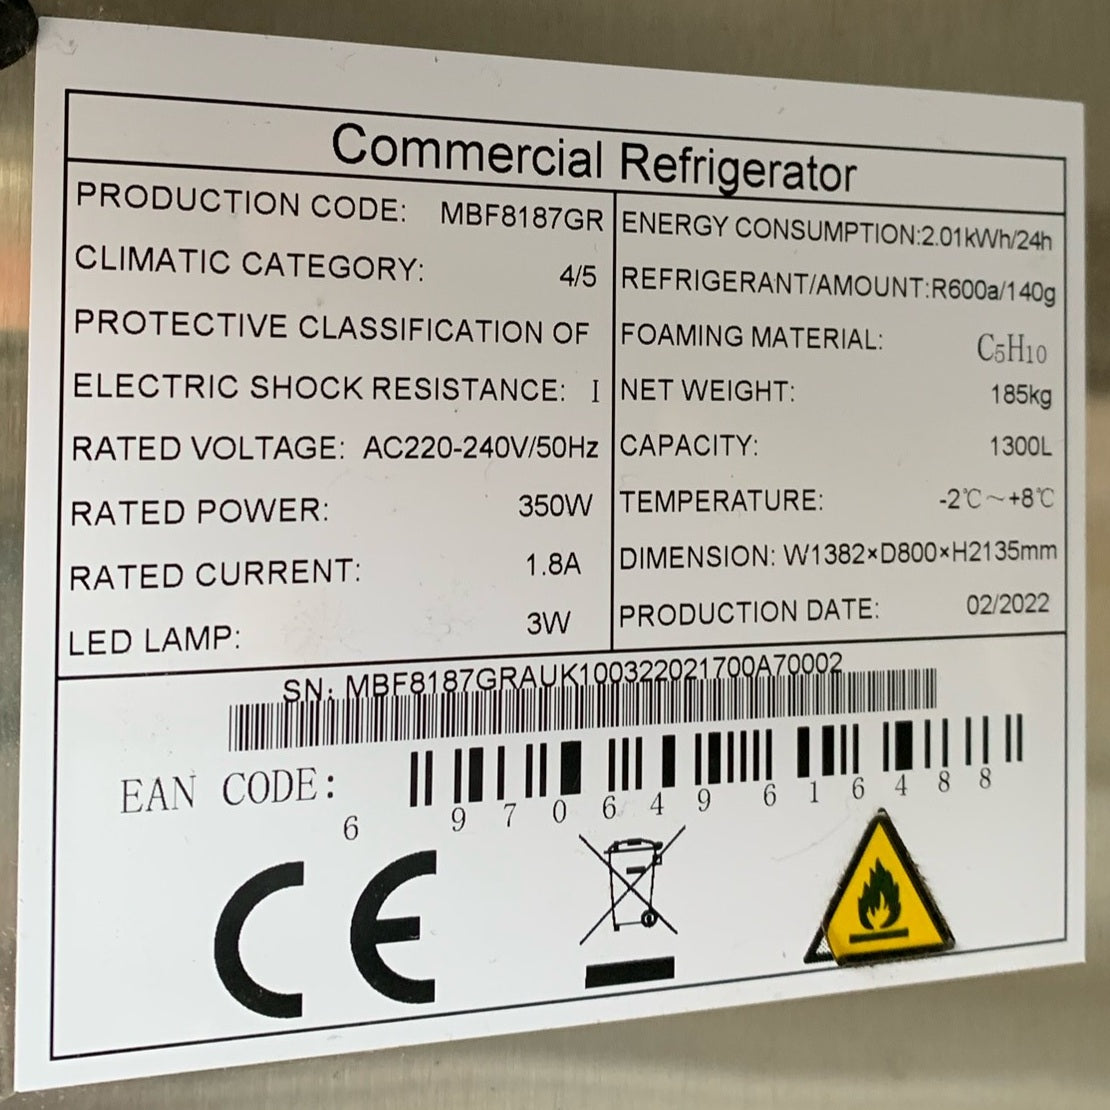 Commercial Refrigerator
PRODUCTION CODE: MBF8187GR
CLIMATIC CATEGORY: 4/5
PROTECTIVE CLASSIFICATION OF
ELECTRIC SHOCK RESISTANCE: I
RATED VOLTAGE: AC220-240V/50Hz
RATED POWER: 350W
RATED CURRENT: 1.8A
LED LAMP: 3W
ENERGY CONSUMPTION:2.01kWh/24h
REFRIGERANT/AMOUNT:R600a/140g
FOAMING MATERIAL: C5H10
NET WEIGHT: 185kg
CAPACITY: 1300L
TEMPERATURE: -2℃~+8℃
DIMENSION: W1382×D800×H2135mm
PRODUCTION DATE: 02/2022
SN: MBF8187GRAUK100322021700A70002
EAN CODE:
6 970649 616488
CE